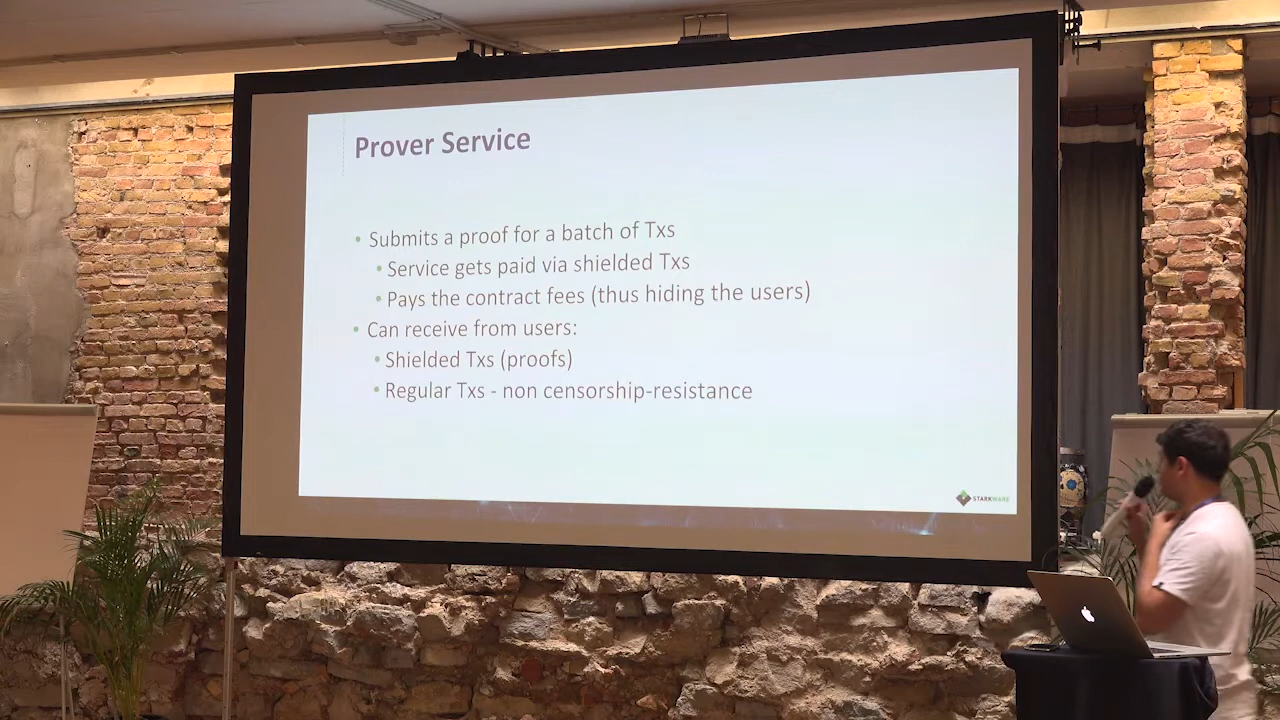 Prover Service
• Submits a proof for a batch of Txs
• Service gets paid via shielded Txs
• Pays the contract fees (thus hiding the users)
• Can receive from users:
• Shielded Txs (proofs)
• Regular Txs - non censorship-resistance
STARKWARE